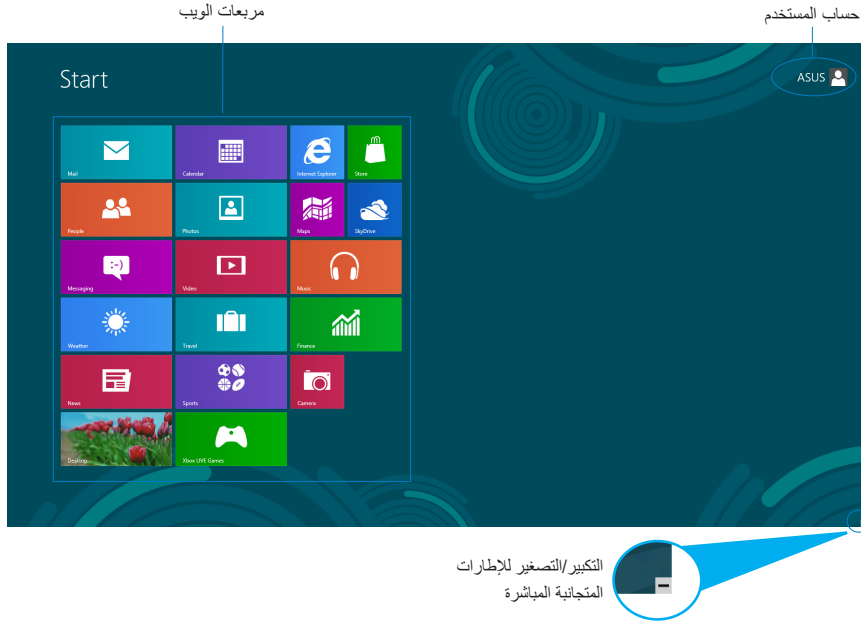 حساب المستخدم
مربعات الويب
Start
ASUS
Mail
Calendar
Internet Explorer
Store
People
Photos
Maps
SkyDrive
Messaging
Video
Music
Weather
Travel
Finance
News
Sports
Camera
Desktop
Xbox LIVE Games
التكبير/التصغير للإطارات
المتجانبة المباشرة